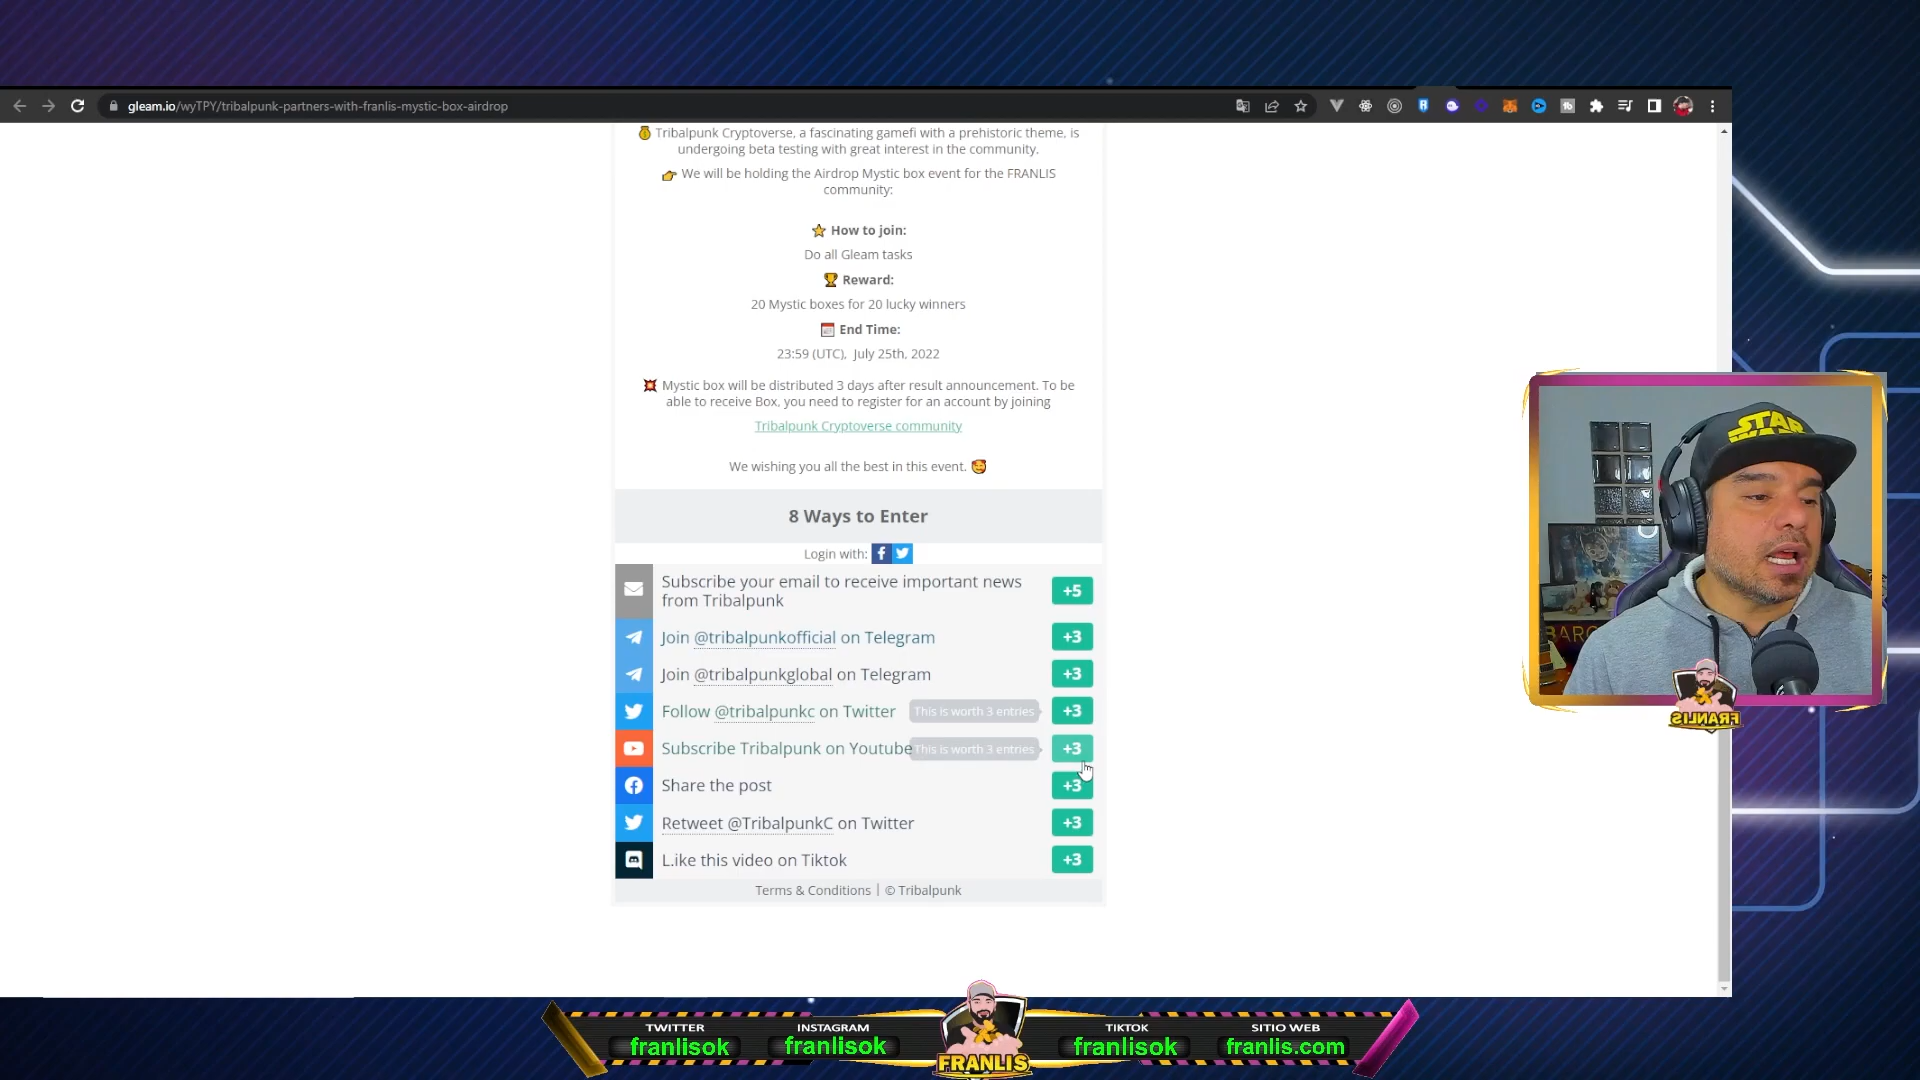 gleam.io/wyTPY/tribalpunk-partners-with-franlis-mystic-box-airdrop
Tribalpunk Cryptoverse, a fascinating gamefi with a prehistoric theme, is
undergoing beta testing with great interest in the community.
We will be holding the Airdrop Mystic box event for the FRANLIS
community:
How to join:
Do all Gleam tasks
Reward:
20 Mystic boxes for 20 lucky winners
End Time:
23:59 (UTC), July 25th, 2022
Mystic box will be distributed 3 days after result announcement. To be
able to receive Box, you need to register for an account by joining
Tribalpunk Cryptoverse community
We wishing you all the best in this event.
8 Ways to Enter
Login with:
Subscribe your email to receive important news
from Tribalpunk
+5
Join @tribalpunkofficial on Telegram +3
Join @tribalpunkglobal on Telegram +3
Follow @tribalpunkc on Twitter This is worth 3 entries +3
Subscribe Tribalpunk on Youtube This is worth 3 entries +3
Share the post +3
Retweet @TribalpunkC on Twitter +3
L.ike this video on Tiktok +3
Terms & Conditions | © Tribalpunk
STAR
WARS
FRANLIS
TWITTER
franlisok
INSTAGRAM
franlisok
FRANLIS
TIKTOK
franlisok
SITIO WEB
franlis.com